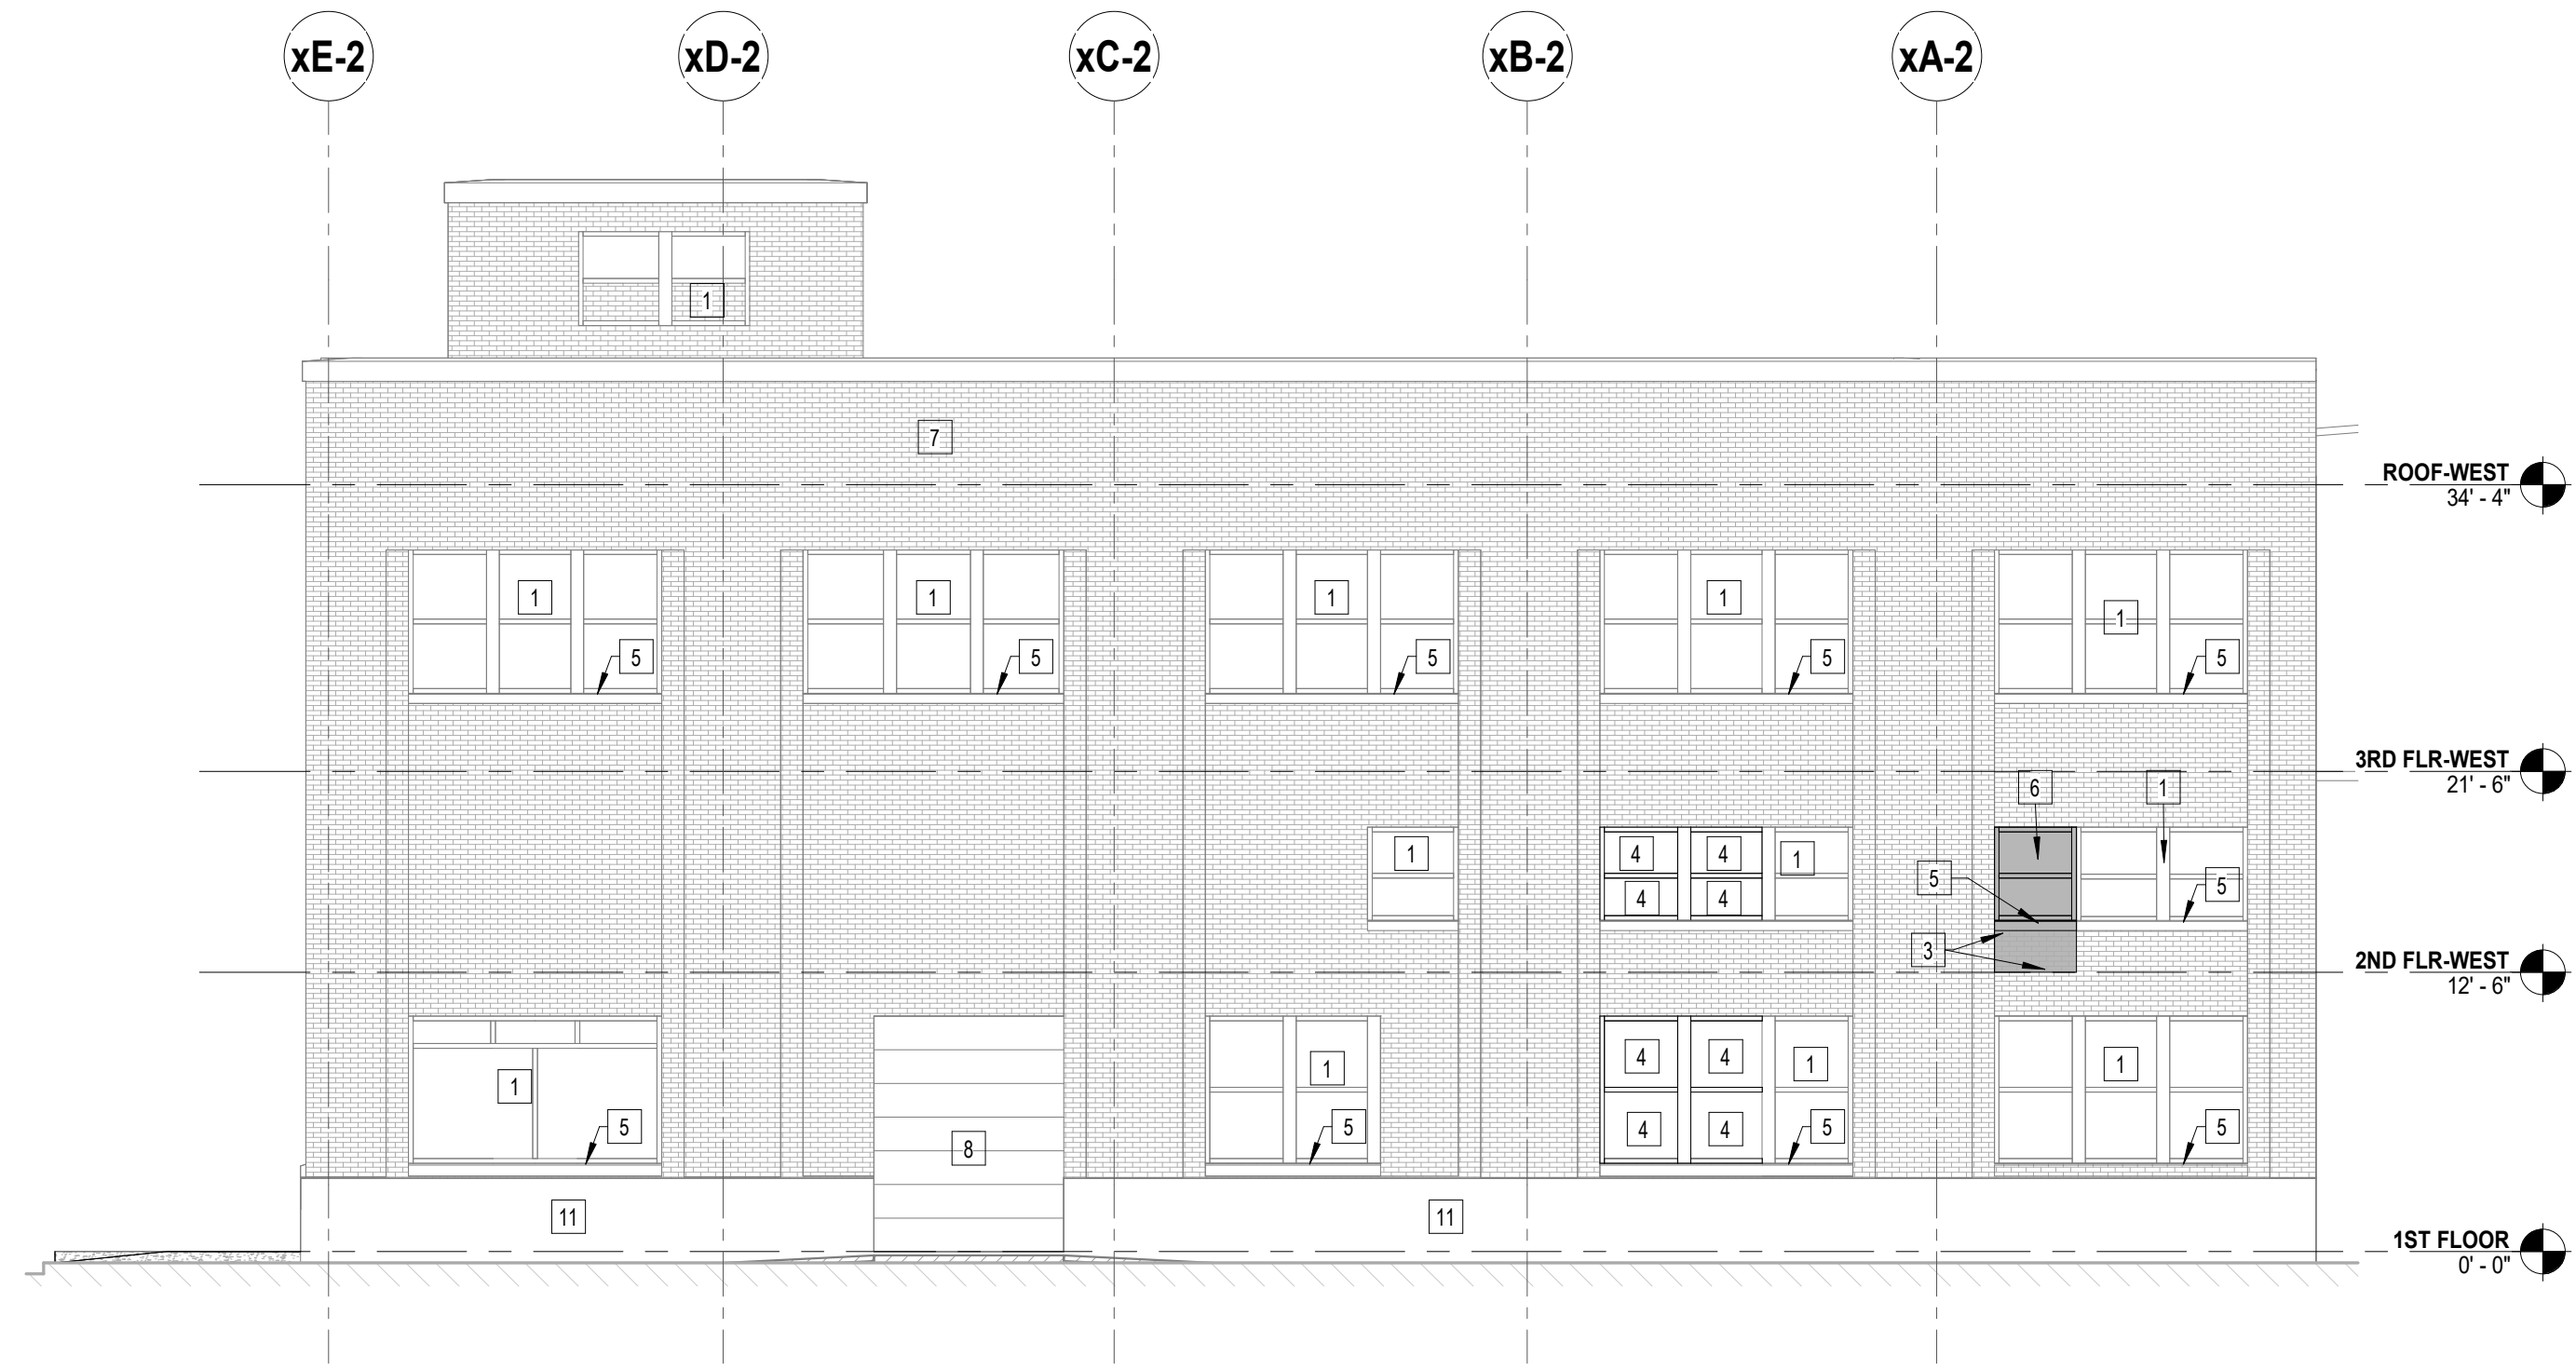 xE-2 xD-2 xC-2 xB-2 xA-2
1
7
ROOF-WEST
34' - 4"
1 1 1 1 1
5 5 5 5 5
3RD FLR-WEST
21' - 6"
6 1
1 4 4 1
5 5
4 4
3
2ND FLR-WEST
12' - 6"
4 4 1 1
1 1
5 5 4 4 5 5
8
11 11
1ST FLOOR
0' - 0"